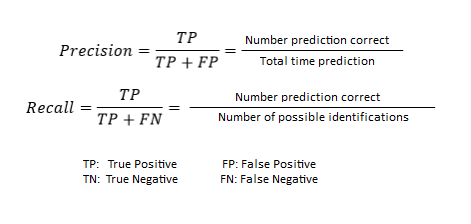 Precision = TP / (TP + FP) = Number prediction correct / Total time prediction
Recall = TP / (TP + FN) = Number prediction correct / Number of possible identifications
TP: True Positive FP: False Positive
TN: True Negative FN: False Negative